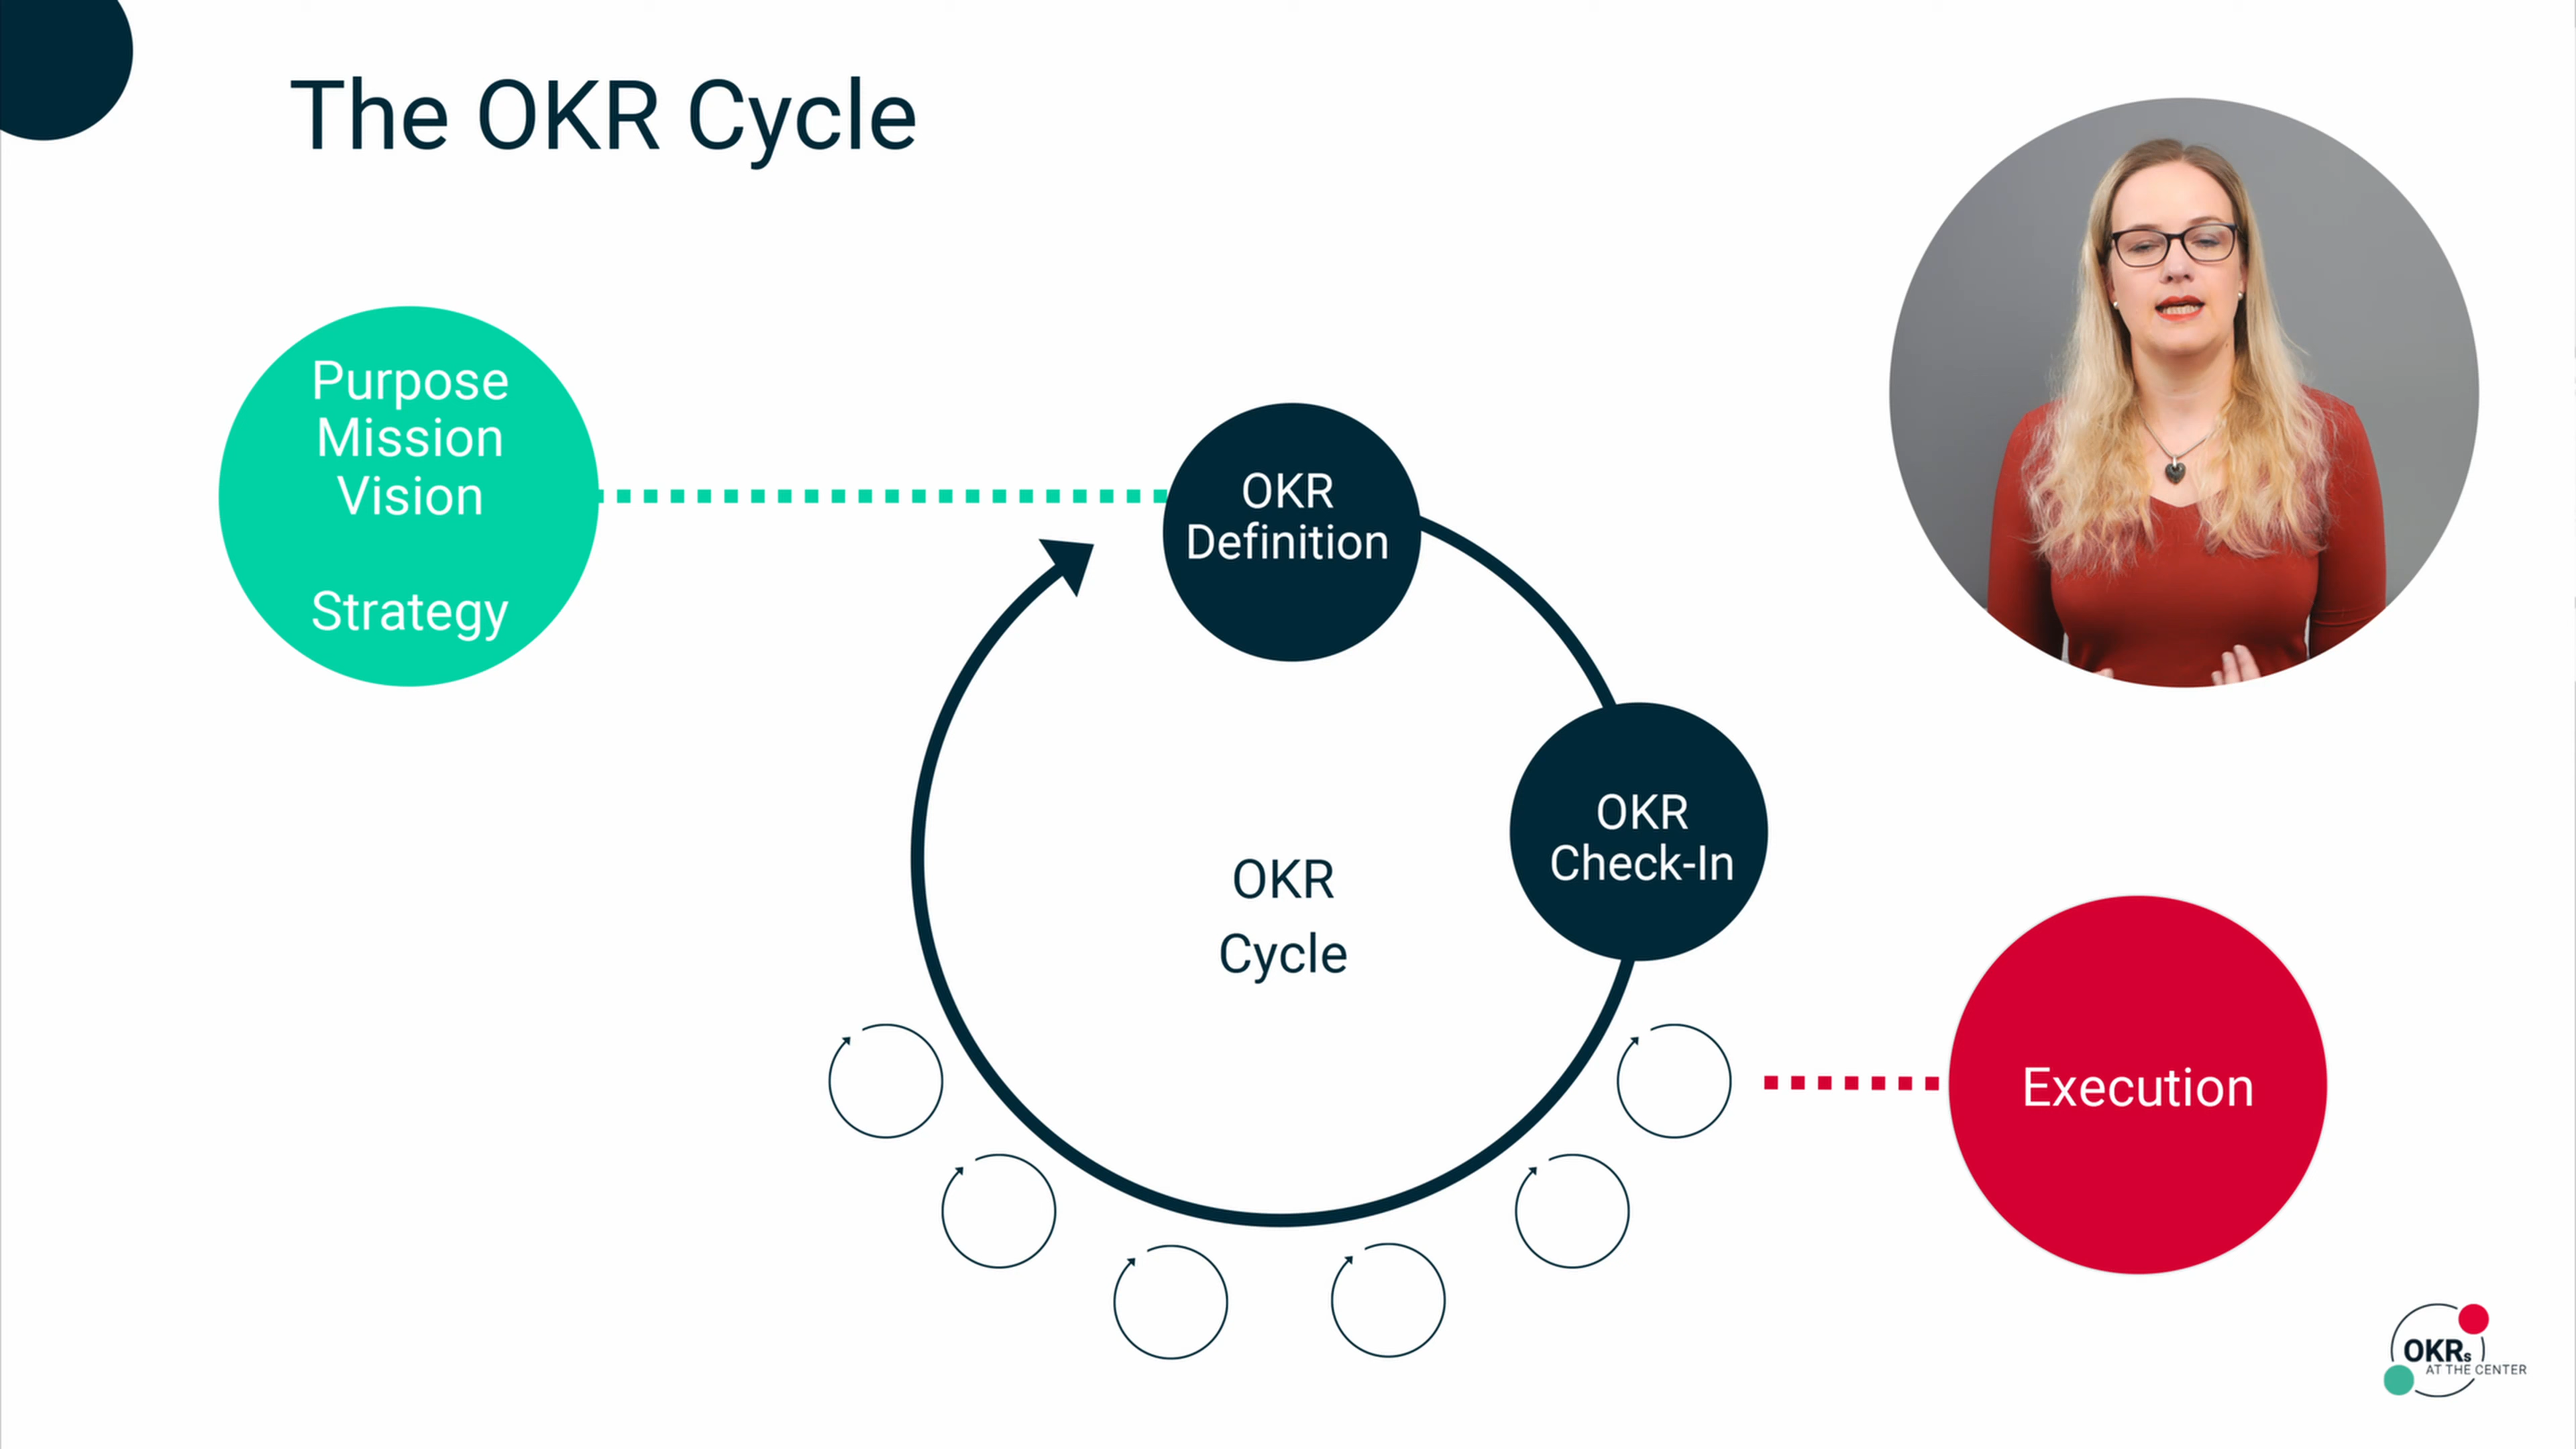 The OKR Cycle
Purpose
Mission
Vision
Strategy
OKR
Definition
OKR
Check-In
OKR
Cycle
Execution
OKRs
AT THE CENTER